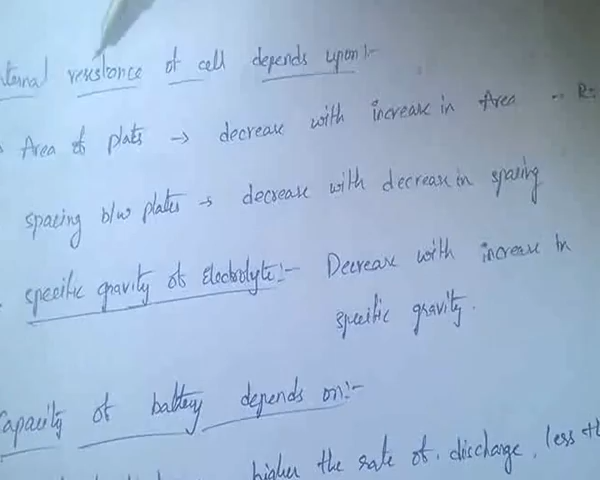 ternal resistance of cell depends upon:-
Area of plats → decrease with increase in Area -- R=
spacing b/w plates → decrease with decrease in spacing
specific gravity of Electrolyte:- Decrease with increase in
specific gravity.
Capacity of battery depends on:-
higher the rate of discharge, less th